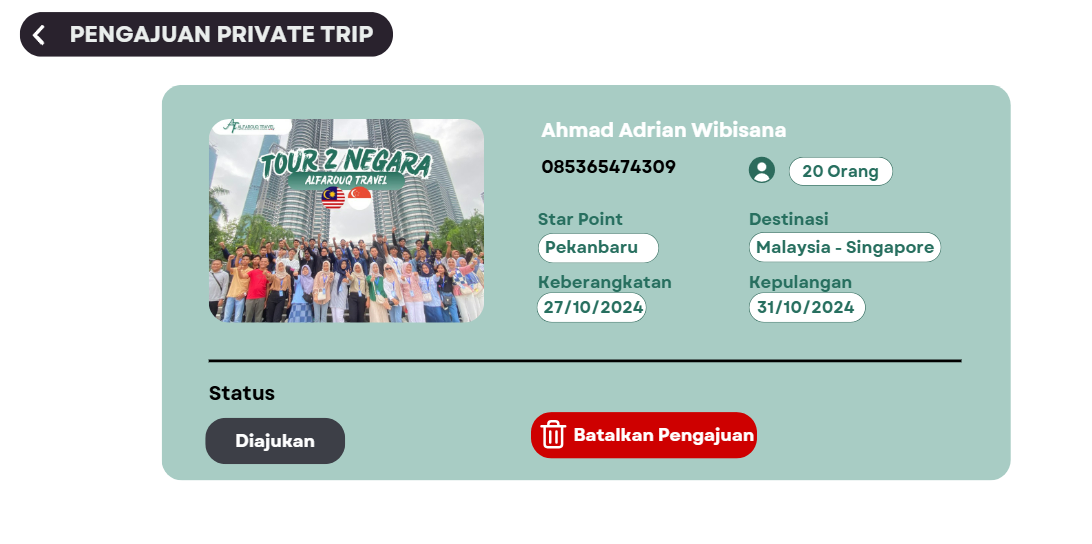 PENGAJUAN PRIVATE TRIP
ALFAROUQ TRAVEL
TOUR 2 NEGARA
ALFAROUQ TRAVEL
Ahmad Adrian Wibisana
085365474309
20 Orang
Star Point
Destinasi
Pekanbaru
Malaysia - Singapore
Keberangkatan
Kepulangan
27/10/2024
31/10/2024
Status
Diajukan
Batalkan Pengajuan